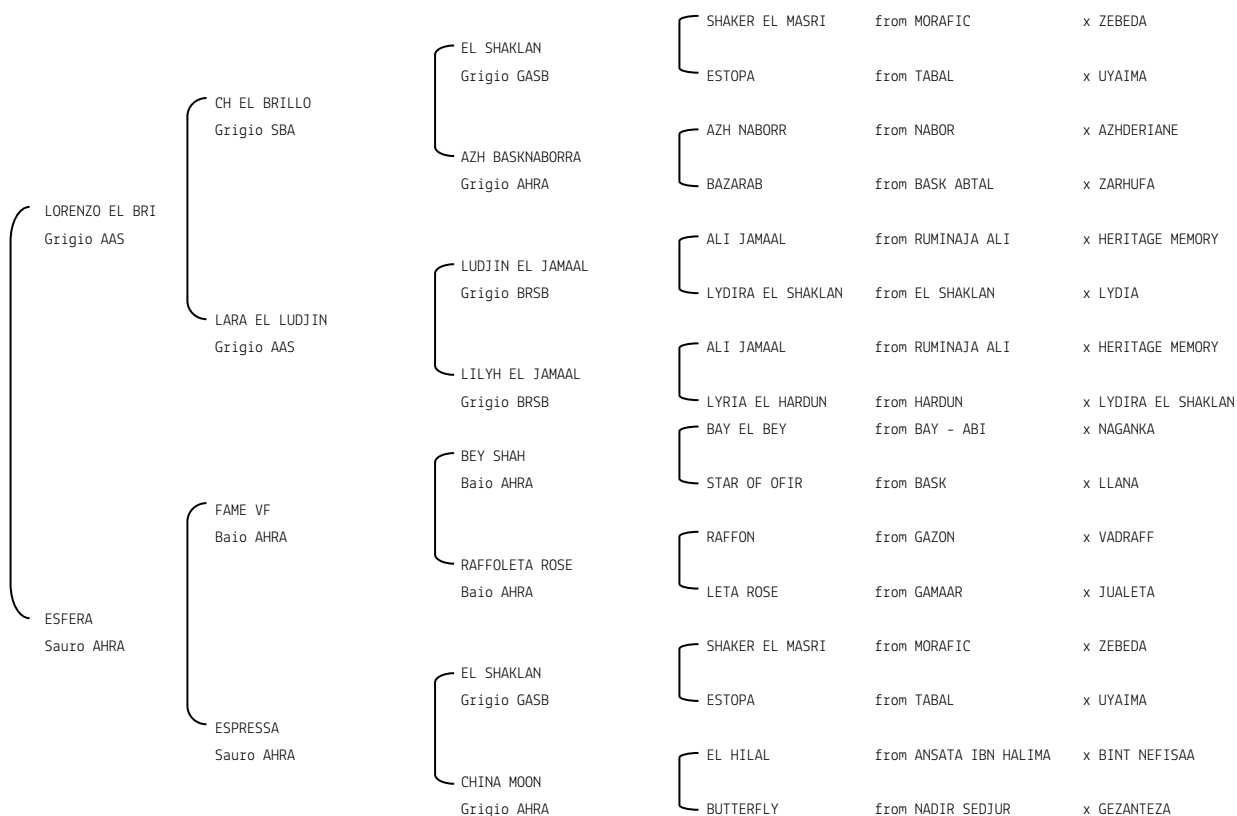 SHAKER EL MASRI from MORAFIC x ZEBEDA
EL SHAKLAN
Grigio GASB
ESTOPA from TABAL x UYAIMA
CH EL BRILLO
Grigio SBA
AZH NABORR from NABOR x AZHDERIANE
AZH BASKNABORRA
Grigio AHRA
BAZARAB from BASK ABTAL x ZARHUFA
LORENZO EL BRI
Grigio AAS
ALI JAMAAL from RUMINAJA ALI x HERITAGE MEMORY
LUDJIN EL JAMAAL
Grigio BRSB
LYDIRA EL SHAKLAN from EL SHAKLAN x LYDIA
LARA EL LUDJIN
Grigio AAS
ALI JAMAAL from RUMINAJA ALI x HERITAGE MEMORY
LILYH EL JAMAAL
Grigio BRSB
LYRIA EL HARDUN from HARDUN x LYDIRA EL SHAKLAN
BAY EL BEY from BAY - ABI x NAGANKA
BEY SHAH
Baio AHRA
STAR OF OFIR from BASK x LLANA
FAME VF
Baio AHRA
RAFFON from GAZON x VADRAFF
RAFFOLETA ROSE
Baio AHRA
LETA ROSE from GAMAAR x JUALETA
ESFERA
Sauro AHRA
SHAKER EL MASRI from MORAFIC x ZEBEDA
EL SHAKLAN
Grigio GASB
ESTOPA from TABAL x UYAIMA
ESPRESSA
Sauro AHRA
EL HILAL from ANSATA IBN HALIMA x BINT NEFISAA
CHINA MOON
Grigio AHRA
BUTTERFLY from NADIR SEDJUR x GEZANTEZA